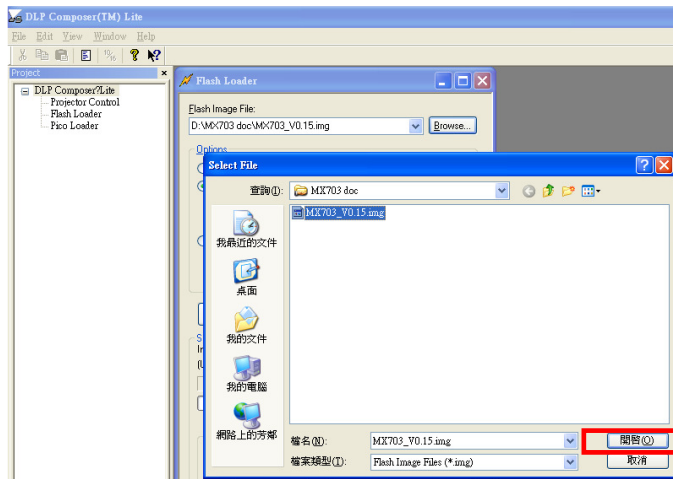 DLP Composer(TM) Lite
File Edit View Window Help
Project
DLP Composer?Lite
Projector Control
Flash Loader
Pico Loader
Flash Loader
Flash Image File:
D:\MX703 doc\MX703_V0.15.img
Browse...
Options
Select File
查詢(I):
MX703 doc
MX703_V0.15.img
我最近的文件
桌面
我的文件
我的電腦
網路上的芳鄰
檔名(N):
MX703_V0.15.img
開啟(O)
檔案類型(T):
Flash Image Files (*.img)
取消